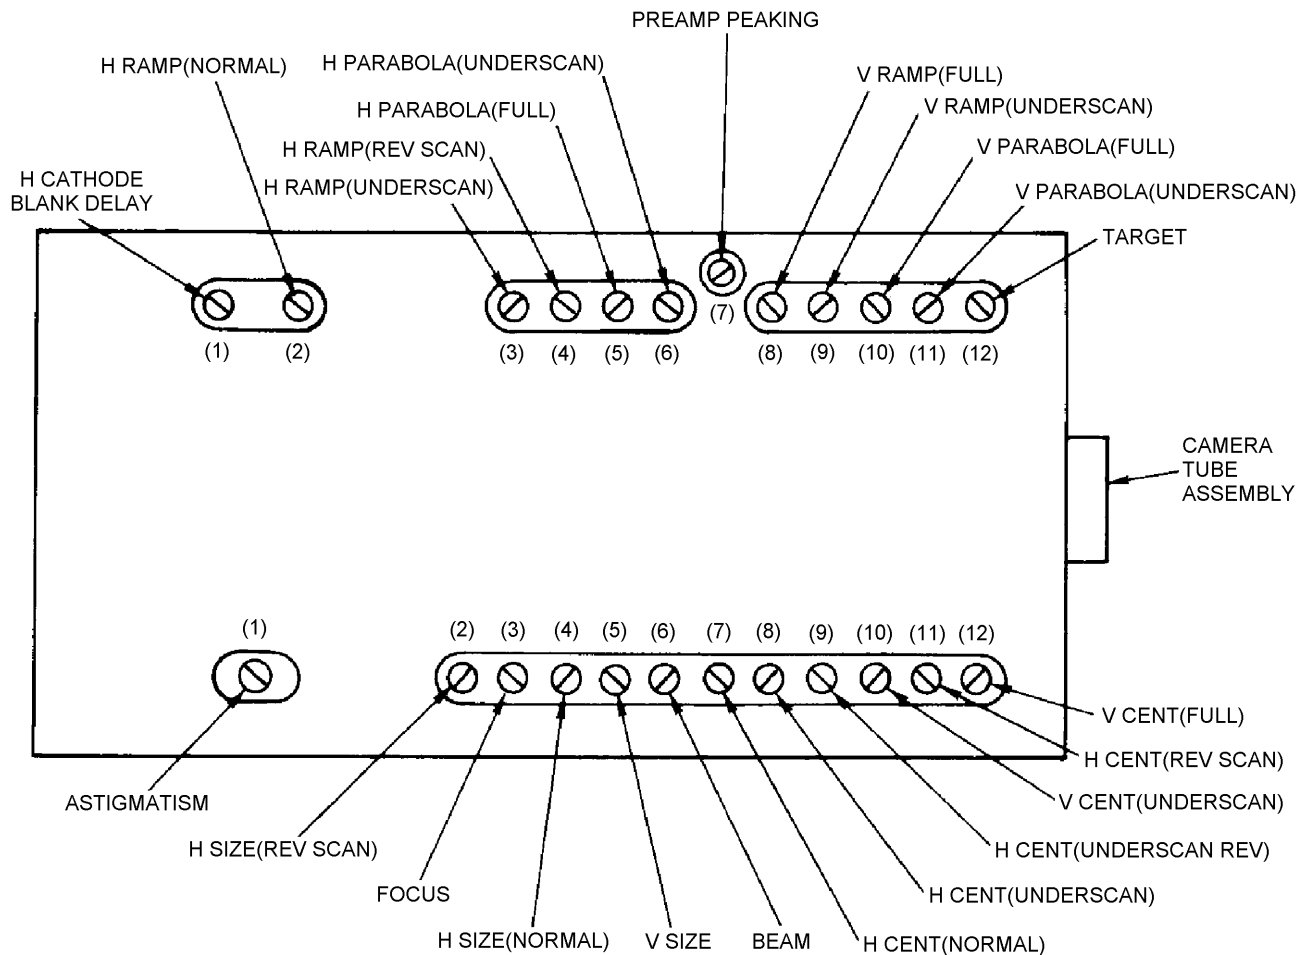 PREAMP PEAKING
H RAMP(NORMAL)
H PARABOLA(UNDERSCAN)
V RAMP(FULL)
H PARABOLA(FULL)
V RAMP(UNDERSCAN)
H RAMP(REV SCAN)
V PARABOLA(FULL)
H CATHODE
BLANK DELAY
H RAMP(UNDERSCAN)
V PARABOLA(UNDERSCAN)
TARGET
(7)
(1) (2) (3) (4) (5) (6) (8) (9) (10) (11) (12)
CAMERA
TUBE
ASSEMBLY
(1) (2) (3) (4) (5) (6) (7) (8) (9) (10) (11) (12)
V CENT(FULL)
H CENT(REV SCAN)
ASTIGMATISM
V CENT(UNDERSCAN)
H SIZE(REV SCAN)
H CENT(UNDERSCAN REV)
FOCUS
H CENT(UNDERSCAN)
H SIZE(NORMAL)
V SIZE
BEAM
H CENT(NORMAL)